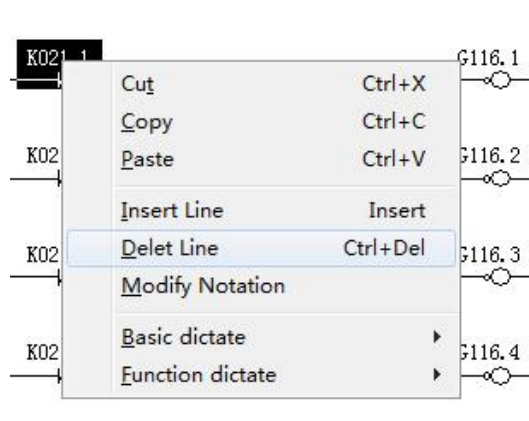 K021.1 G116.1
Cut Ctrl+X
Copy Ctrl+C
K02 Paste Ctrl+V G116.2
Insert Line Insert
K02 Delet Line Ctrl+Del G116.3
Modify Notation
Basic dictate
K02 G116.4
Function dictate